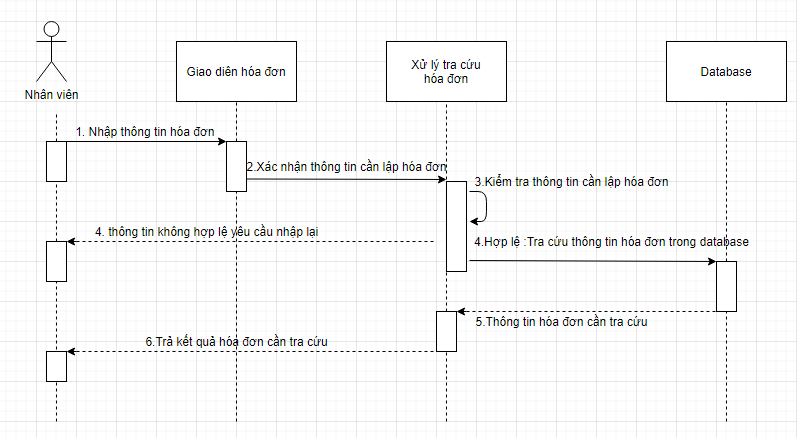 Nhân viên
Giao diên hóa đơn
Xử lý tra cứu
hóa đơn
Database
1. Nhập thông tin hóa đơn
2.Xác nhận thông tin cần lập hóa đơn
3.Kiểm tra thông tin cần lập hóa đơn
4. thông tin không hợp lệ yêu cầu nhập lại
4.Hợp lệ :Tra cứu thông tin hóa đơn trong database
5.Thông tin hóa đơn cần tra cứu
6.Trả kết quả hóa đơn cần tra cứu